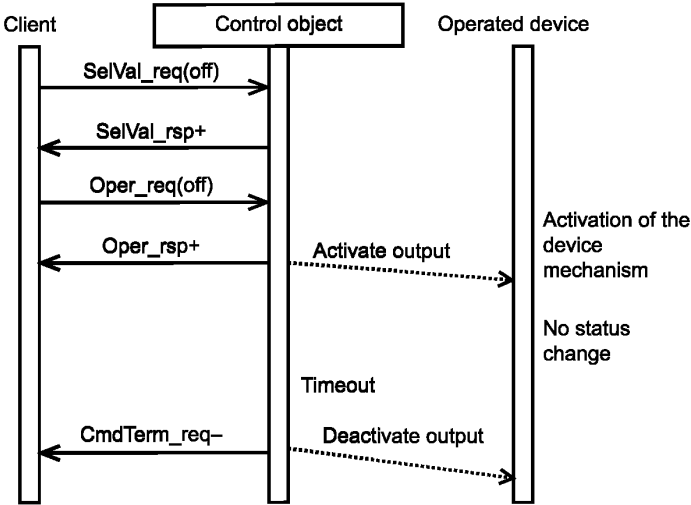 Client
Control object
Operated device
SelVal_req(off)
SelVal_rsp+
Oper_req(off)
Oper_rsp+
Activate output
Activation of the
device
mechanism
No status
change
Timeout
CmdTerm_req–
Deactivate output